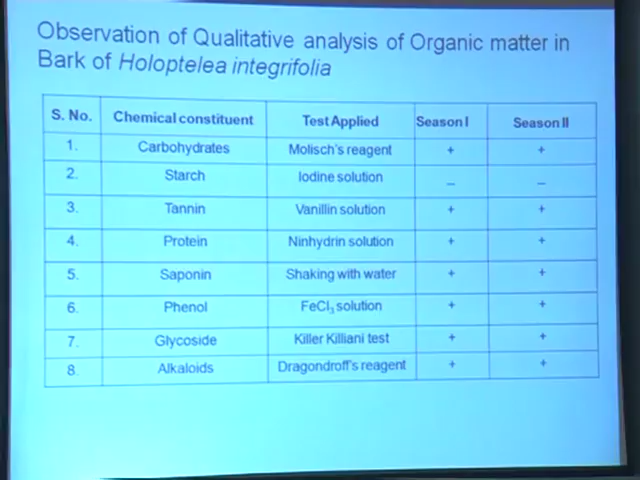 Observation of Qualitative analysis of Organic matter in
Bark of Holoptelea integrifolia
S. No. Chemical constituent Test Applied Season I Season II
1. Carbohydrates Molisch's reagent + +
2. Starch Iodine solution – –
3. Tannin Vanillin solution + +
4. Protein Ninhydrin solution + +
5. Saponin Shaking with water + +
6. Phenol FeCl₃ solution + +
7. Glycoside Killer Killiani test + +
8. Alkaloids Dragondroff's reagent + +